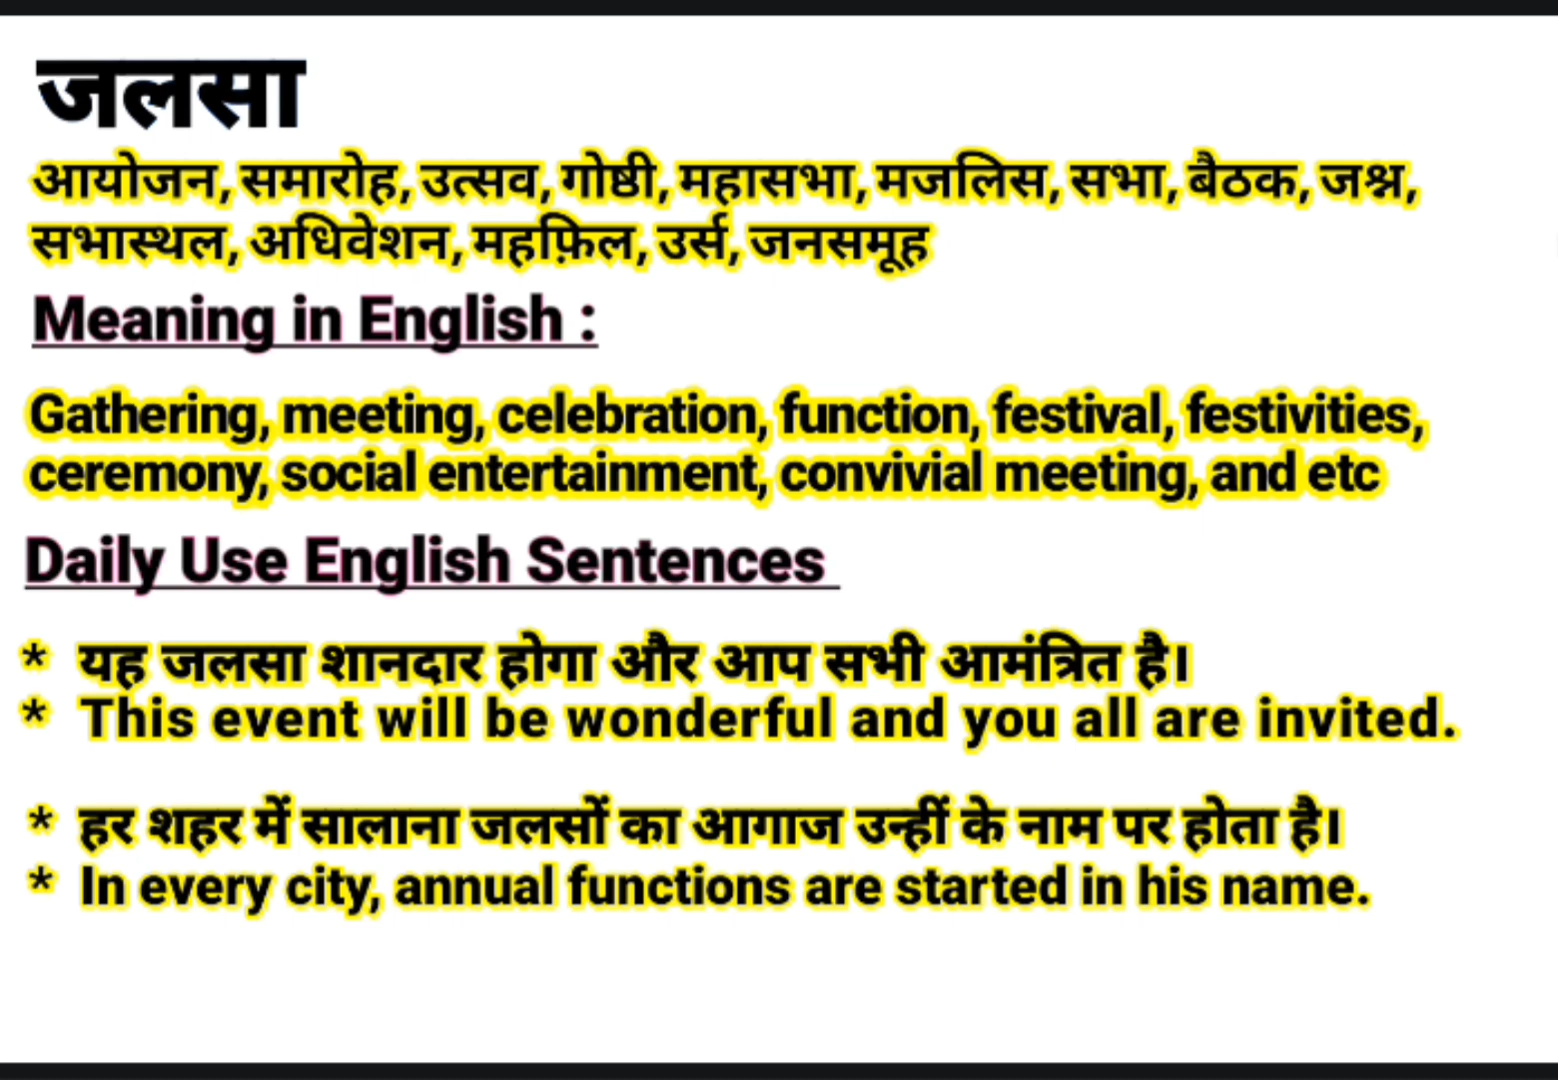 जलसा
आयोजन, समारोह, उत्सव, गोष्ठी, महासभा, मजलिस, सभा, बैठक, जश्न,
सभास्थल, अधिवेशन, महफ़िल, उर्स, जनसमूह
Meaning in English :
Gathering, meeting, celebration, function, festival, festivities,
ceremony, social entertainment, convivial meeting, and etc
Daily Use English Sentences
* यह जलसा शानदार होगा और आप सभी आमंत्रित है।
* This event will be wonderful and you all are invited.
* हर शहर में सालाना जलसों का आगाज उन्हीं के नाम पर होता है।
* In every city, annual functions are started in his name.